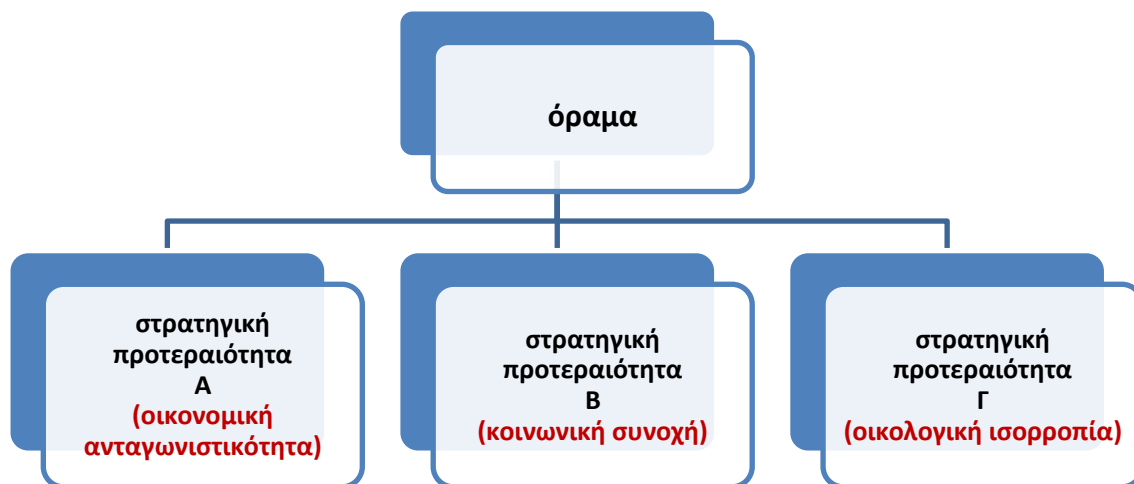 όραμα
στρατηγική
προτεραιότητα
Α
(οικονομική
ανταγωνιστικότητα)
στρατηγική
προτεραιότητα
Β
(κοινωνική συνοχή)
στρατηγική
προτεραιότητα
Γ
(οικολογική ισορροπία)